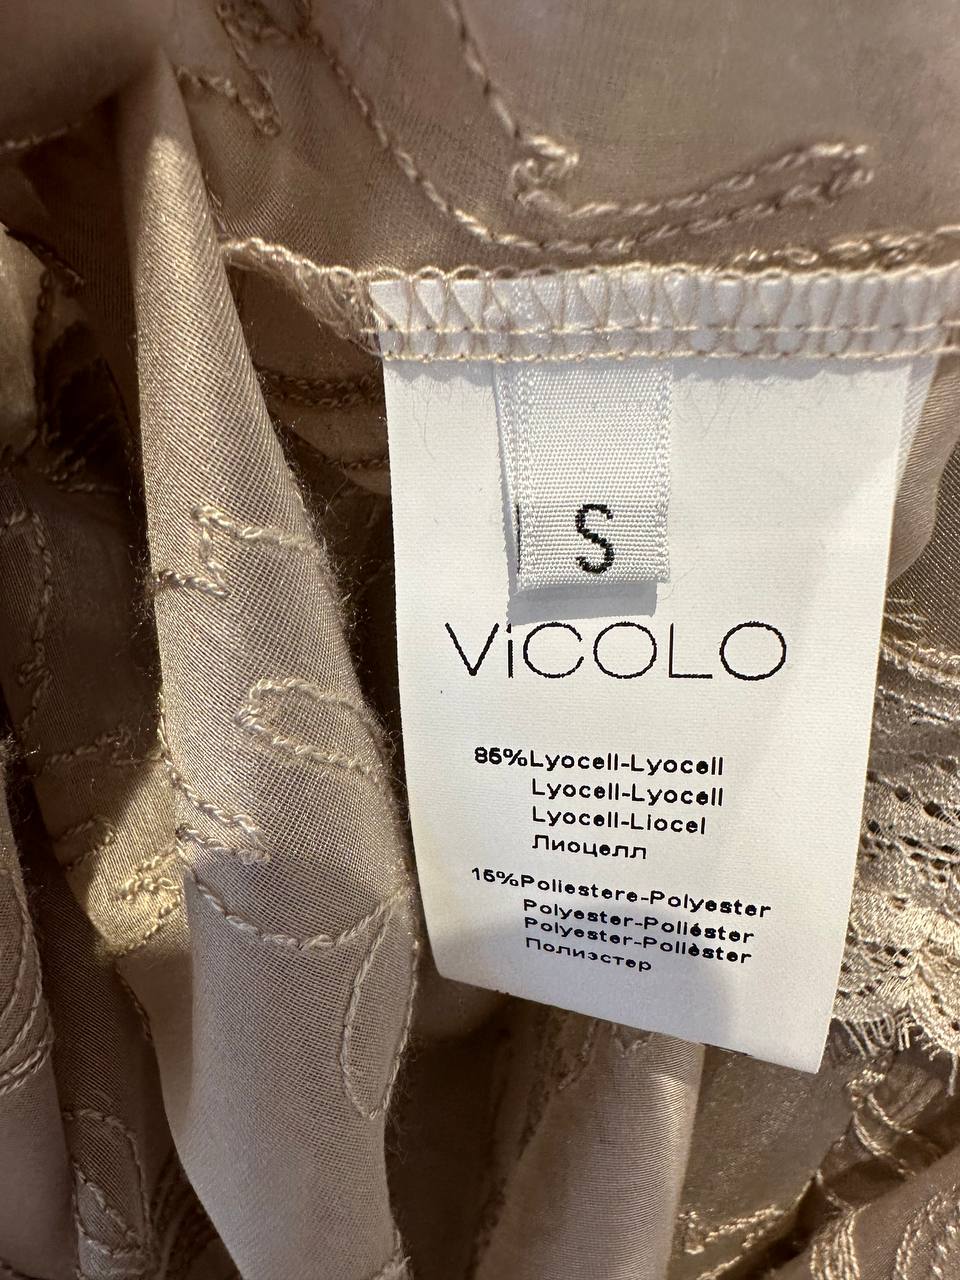 S
ViCOLO
85%Lyocell-Lyocell
Lyocell-Lyocell
Lyocell-Liocel
Лиоцелл
15%Poliestere-Polyester
Polyester-Poliéster
Polyester-Polièster
Полиэстер